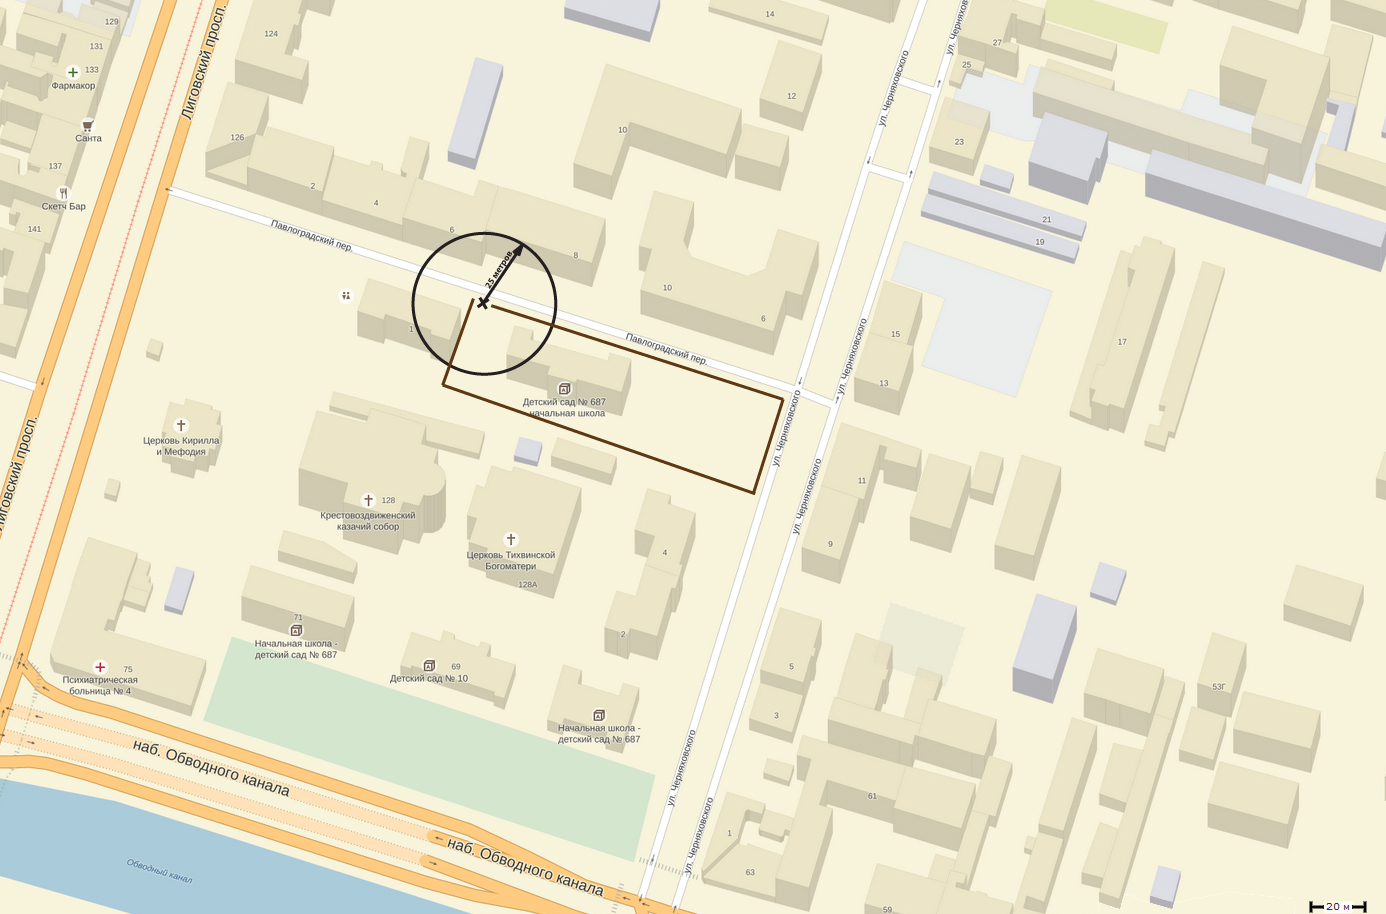 129
131
133
Фармакор
Санта
137
Скетч Бар
141
Лиговский просп.
124
126
2
4
6
8
Павлоградский пер.
25 метров
14
12
10
10
6
1
Павлоградский пер.
Детский сад № 687
начальная школа
ул. Черняховского
ул. Черняхов
27
25
23
21
19
17
15
13
ул. Черняховского
ул. Черняховского
ул. Черняховского
11
9
Церковь Кирилла
и Мефодия
128
Крестовоздвиженский
казачий собор
Церковь Тихвинской
Богоматери
128А
4
2
Лиговский просп.
71
Начальная школа -
детский сад № 687
69
Детский сад № 10
Начальная школа -
детский сад № 687
75
Психиатрическая
больница № 4
5
3
53Г
61
1
63
59
ул. Черняховского
ул. Черняховского
наб. Обводного канала
наб. Обводного канала
Обводный канал
20 м